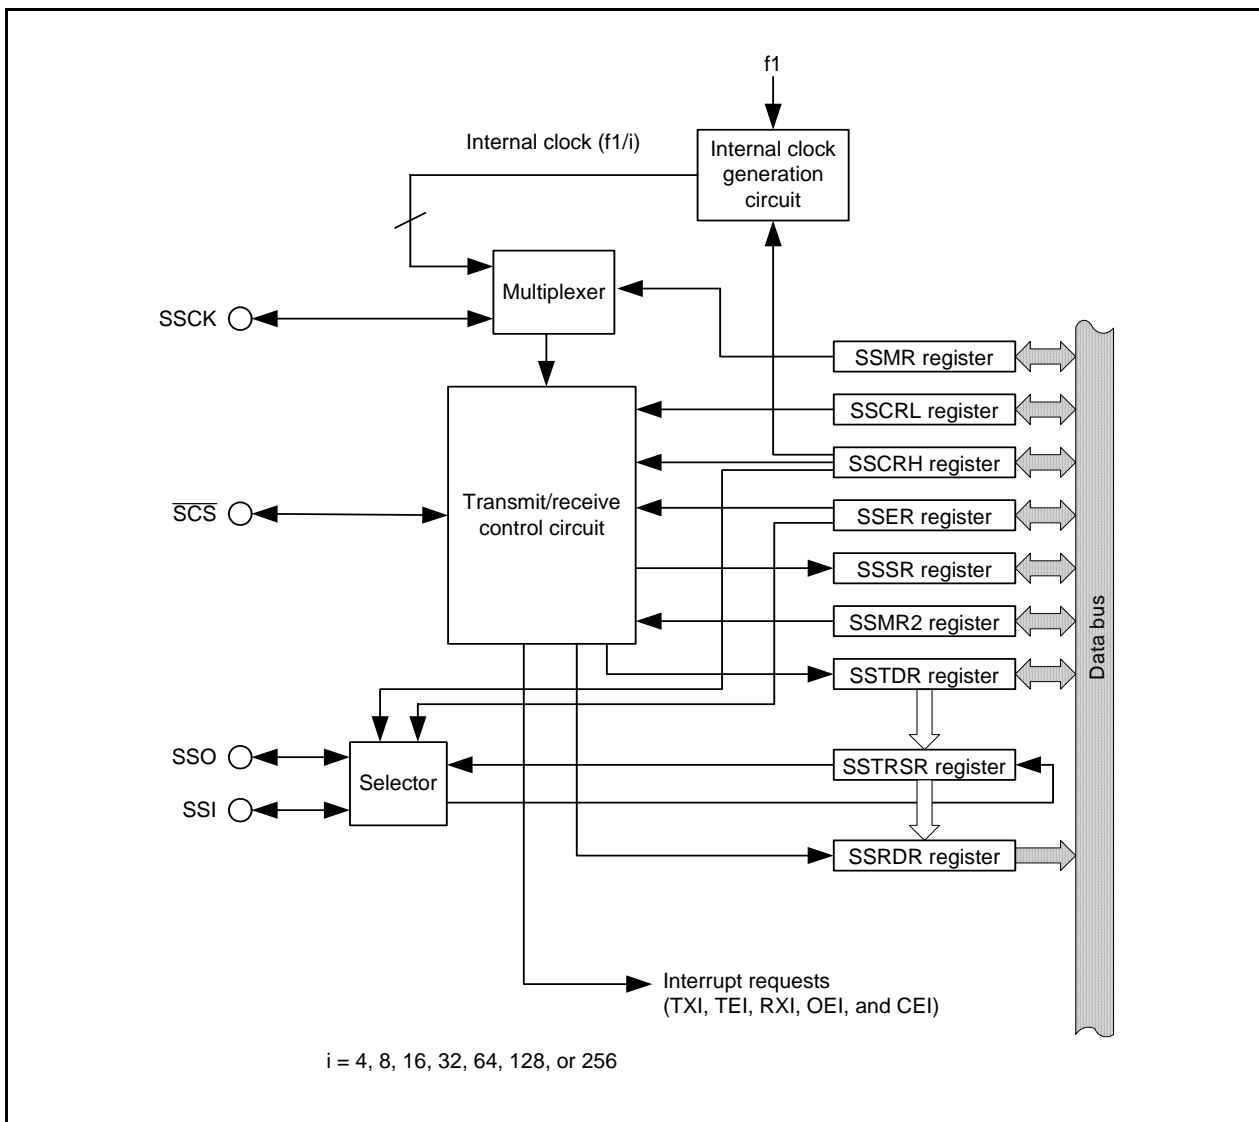 f1
Internal clock (f1/i)
Internal clock
generation
circuit
Multiplexer
SSCK
SSMR register
SSCRL register
SSCRH register
Transmit/receive
control circuit
SCS
SSER register
SSSR register
SSMR2 register
Data bus
SSTDR register
SSO
SSTRSR register
Selector
SSI
SSRDR register
Interrupt requests
(TXI, TEI, RXI, OEI, and CEI)
i = 4, 8, 16, 32, 64, 128, or 256